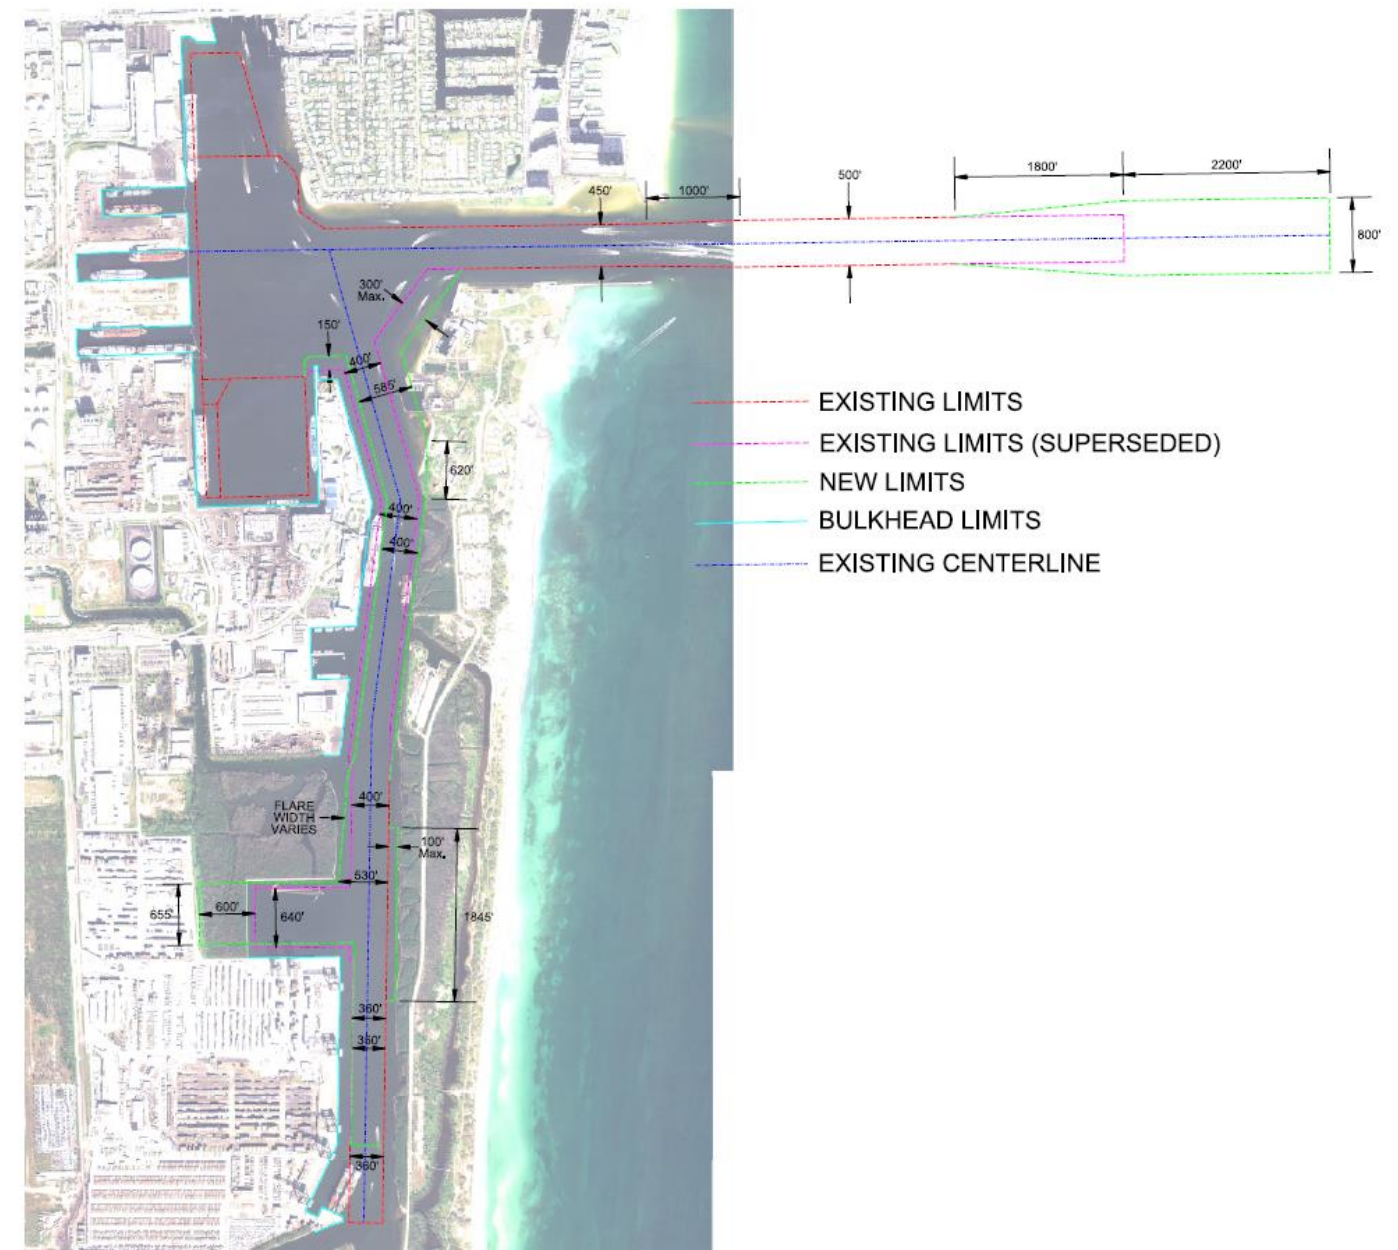 1800'
2200'
500'
450'
1000'
800'
300'
Max.
150'
400'
585'
620'
400'
400'
EXISTING LIMITS
EXISTING LIMITS (SUPERSEDED)
NEW LIMITS
BULKHEAD LIMITS
EXISTING CENTERLINE
400'
FLARE
WIDTH
VARIES
100'
Max.
530'
655'
600'
640'
1845'
360'
350'
360'